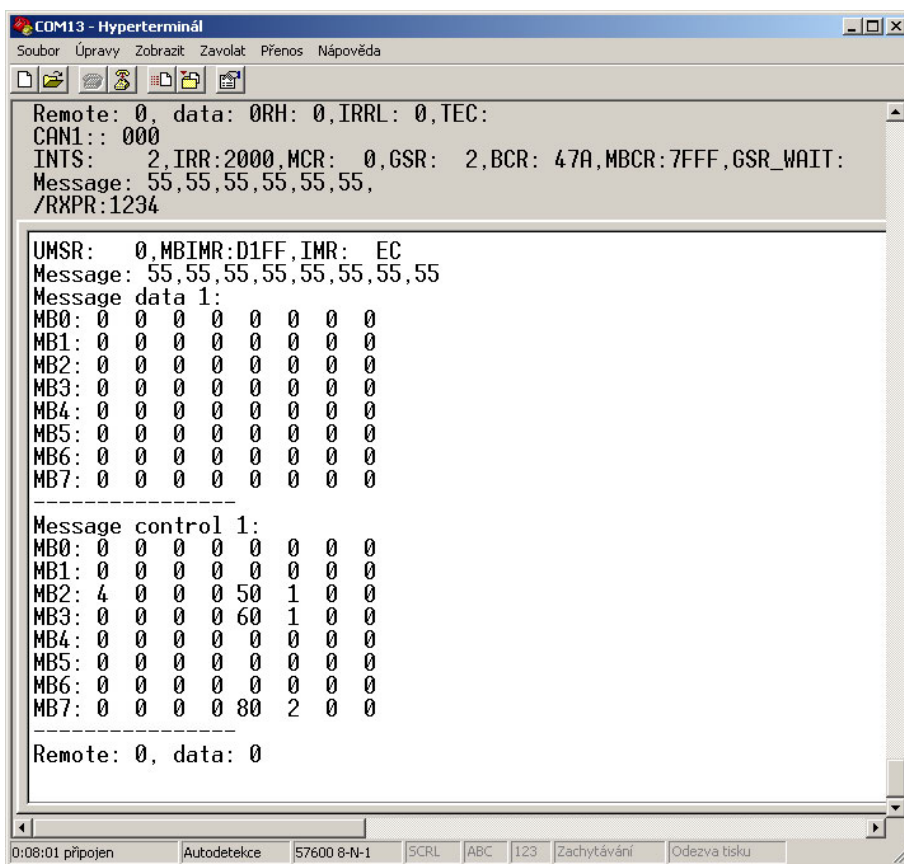 COM13 - Hyperterminál
Soubor Úpravy Zobrazit Zavolat Přenos Nápověda
Remote: 0, data: 0RH: 0,IRRL: 0,TEC:
CAN1:: 000
INTS:     2,IRR:2000,MCR:  0,GSR:  2,BCR: 47A,MBCR:7FFF,GSR_WAIT:
Message: 55,55,55,55,55,55,
/RXPR:1234
UMSR:   0,MBIMR:D1FF,IMR:  EC
Message: 55,55,55,55,55,55,55,55
Message data 1:
MB0: 0  0  0  0  0  0  0  0
MB1: 0  0  0  0  0  0  0  0
MB2: 0  0  0  0  0  0  0  0
MB3: 0  0  0  0  0  0  0  0
MB4: 0  0  0  0  0  0  0  0
MB5: 0  0  0  0  0  0  0  0
MB6: 0  0  0  0  0  0  0  0
MB7: 0  0  0  0  0  0  0  0
----------------
Message control 1:
MB0: 0  0  0  0  0  0  0  0
MB1: 0  0  0  0  0  0  0  0
MB2: 4  0  0  0 50  1  0  0
MB3: 0  0  0  0 60  1  0  0
MB4: 0  0  0  0  0  0  0  0
MB5: 0  0  0  0  0  0  0  0
MB6: 0  0  0  0  0  0  0  0
MB7: 0  0  0  0 80  2  0  0
----------------
Remote: 0, data: 0
0:08:01 připojen Autodetekce 57600 8-N-1 SCRL ABC 123 Zachytávání Odezva tisku